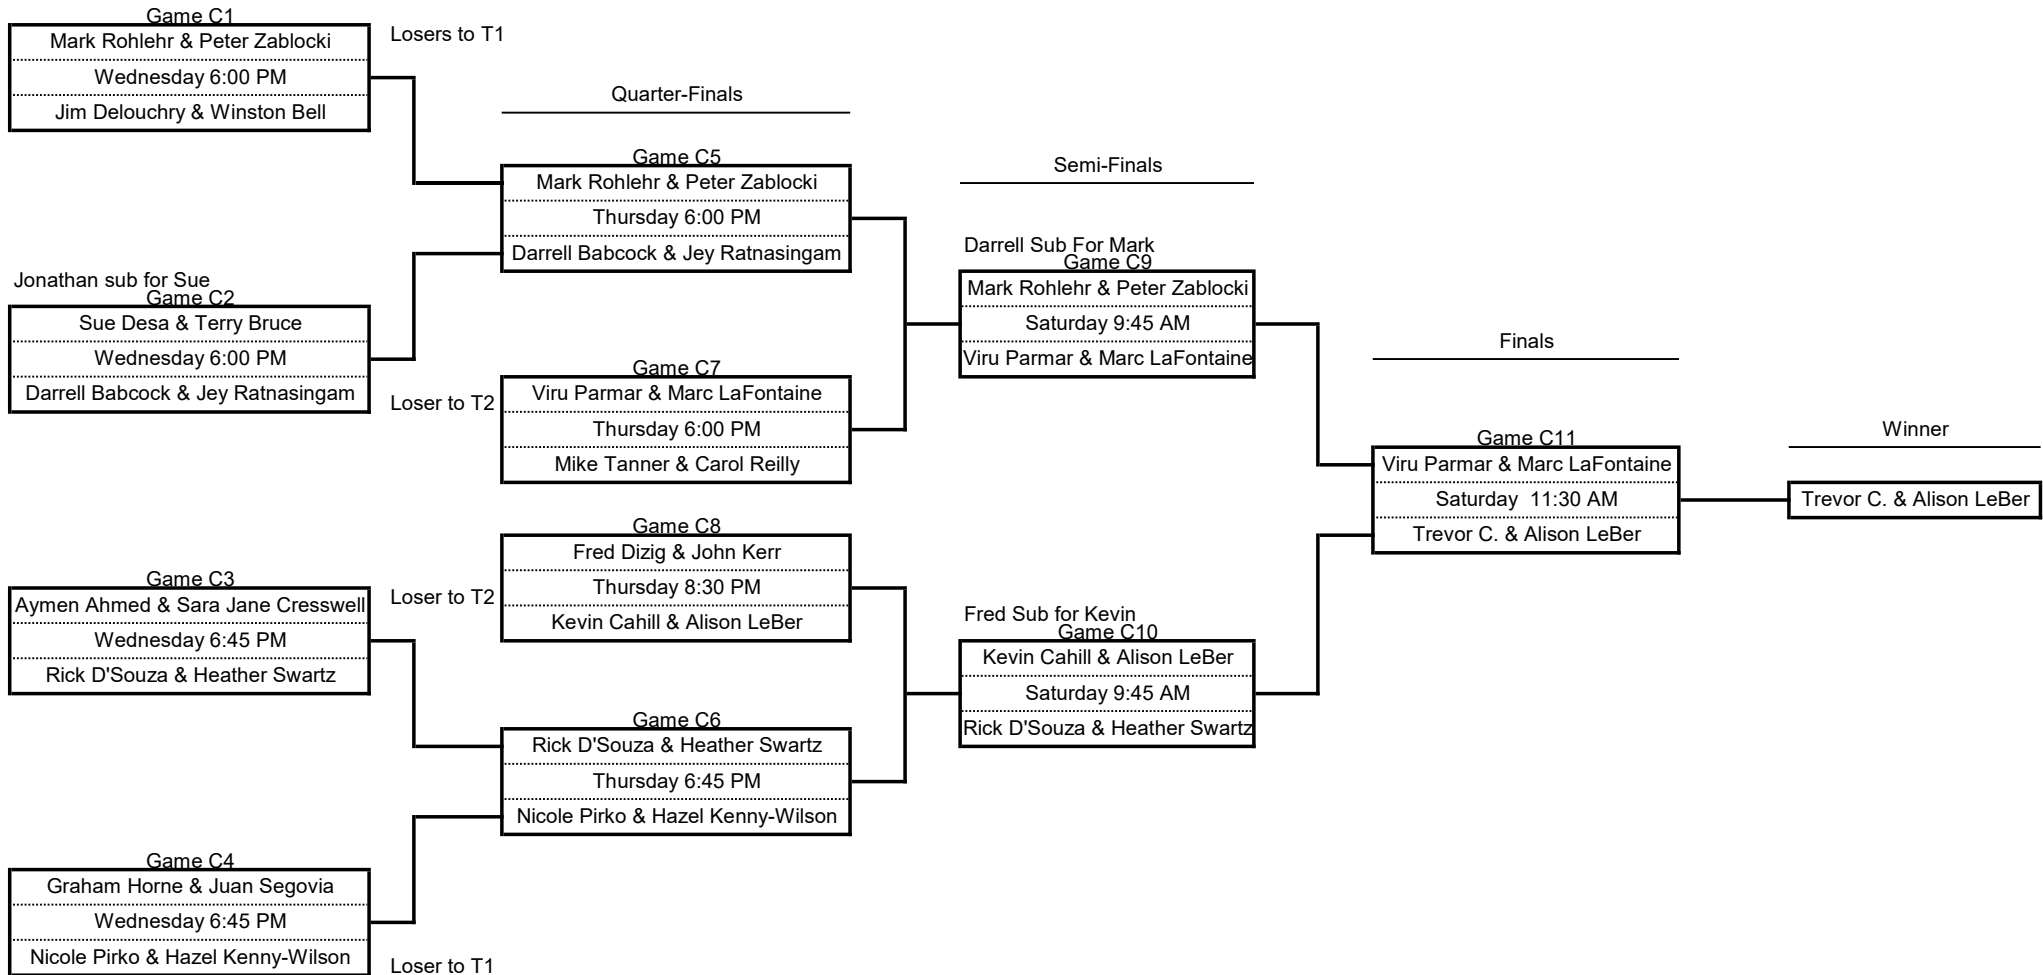 Game C1
Mark Rohlehr & Peter Zablocki
Wednesday 6:00 PM
Jim Delouchry & Winston Bell
Losers to T1
Jonathan sub for Sue
Game C2
Sue Desa & Terry Bruce
Wednesday 6:00 PM
Darrell Babcock & Jey Ratnasingam
Game C3
Aymen Ahmed & Sara Jane Cresswell
Wednesday 6:45 PM
Rick D'Souza & Heather Swartz
Game C4
Graham Horne & Juan Segovia
Wednesday 6:45 PM
Nicole Pirko & Hazel Kenny-Wilson
Loser to T1
Quarter-Finals
Game C5
Mark Rohlehr & Peter Zablocki
Thursday 6:00 PM
Darrell Babcock & Jey Ratnasingam
Loser to T2
Game C7
Viru Parmar & Marc LaFontaine
Thursday 6:00 PM
Mike Tanner & Carol Reilly
Loser to T2
Game C8
Fred Dizig & John Kerr
Thursday 8:30 PM
Kevin Cahill & Alison LeBer
Game C6
Rick D'Souza & Heather Swartz
Thursday 6:45 PM
Nicole Pirko & Hazel Kenny-Wilson
Semi-Finals
Darrell Sub For Mark
Game C9
Mark Rohlehr & Peter Zablocki
Saturday 9:45 AM
Viru Parmar & Marc LaFontaine
Fred Sub for Kevin
Game C10
Kevin Cahill & Alison LeBer
Saturday 9:45 AM
Rick D'Souza & Heather Swartz
Finals
Game C11
Viru Parmar & Marc LaFontaine
Saturday  11:30 AM
Trevor C. & Alison LeBer
Winner
Trevor C. & Alison LeBer